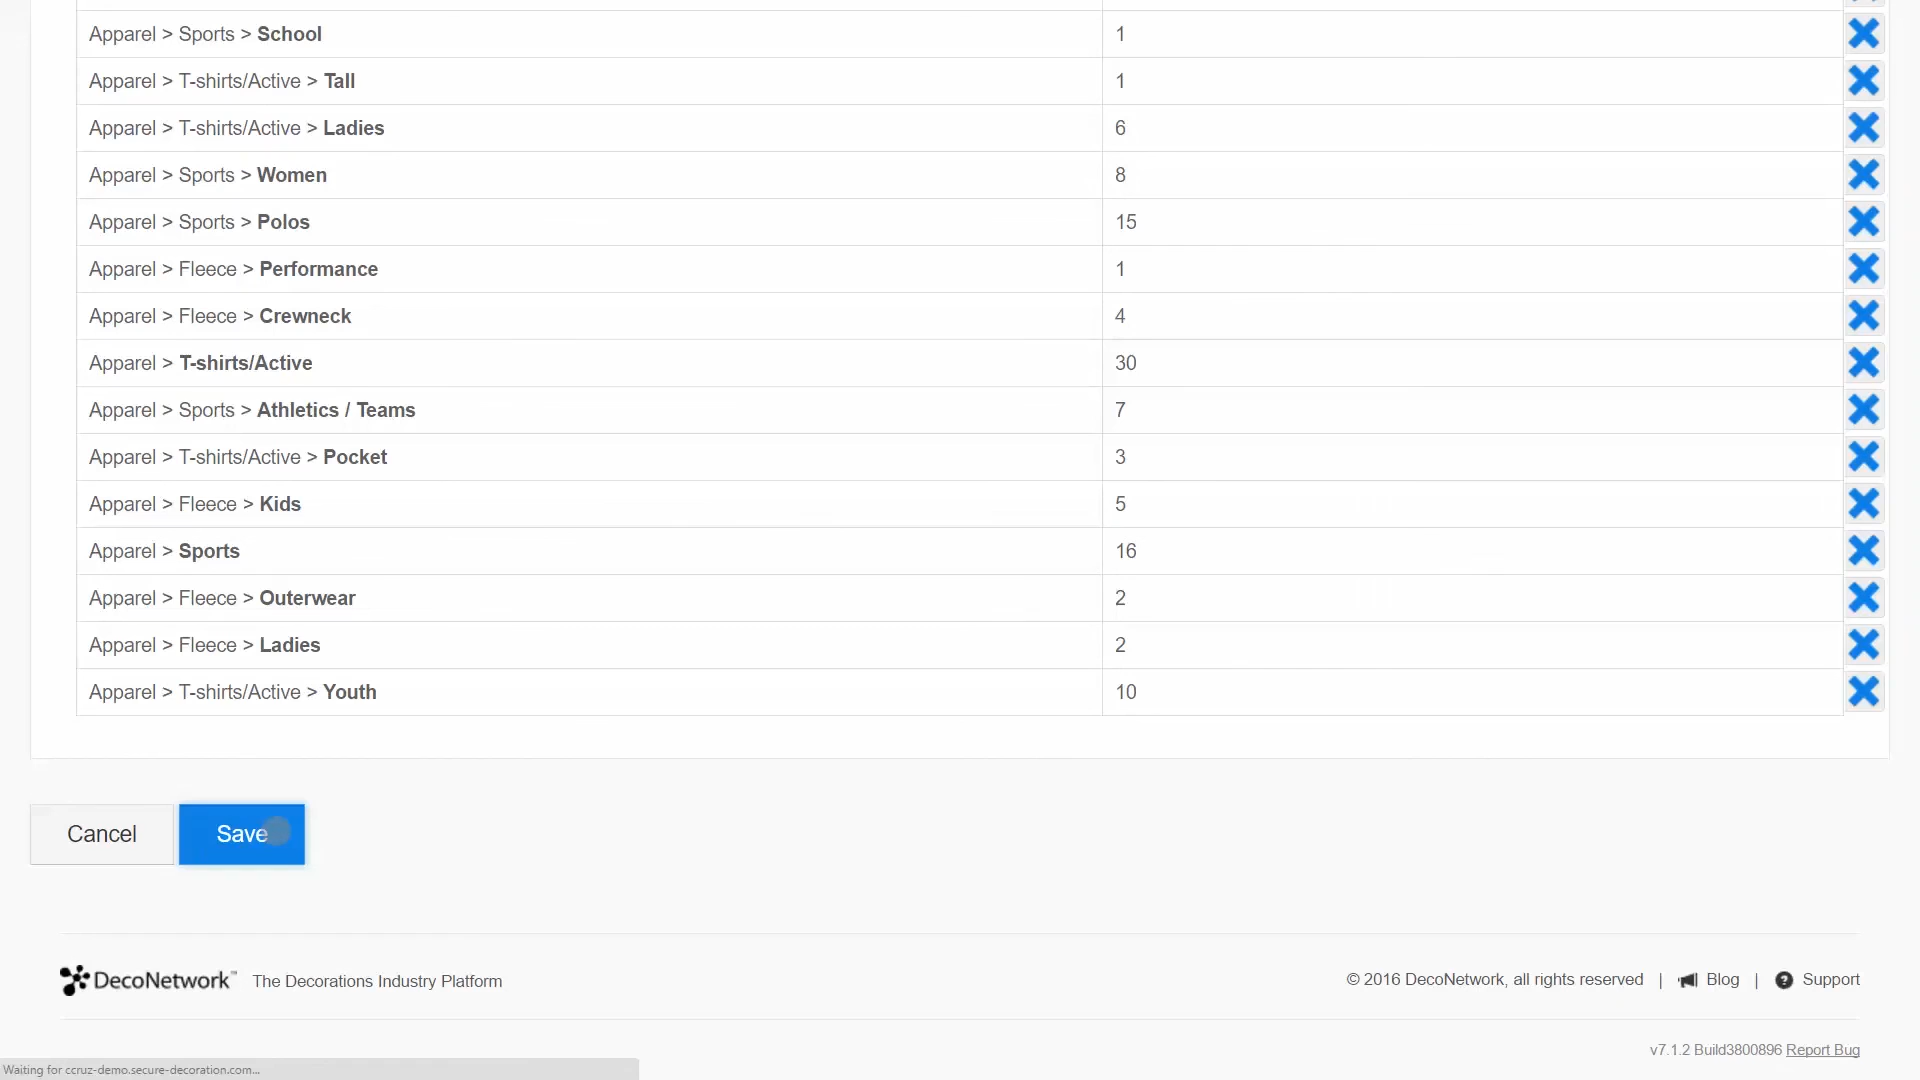 Apparel > Sports > School 1
Apparel > T-shirts/Active > Tall 1
Apparel > T-shirts/Active > Ladies 6
Apparel > Sports > Women 8
Apparel > Sports > Polos 15
Apparel > Fleece > Performance 1
Apparel > Fleece > Crewneck 4
Apparel > T-shirts/Active 30
Apparel > Sports > Athletics / Teams 7
Apparel > T-shirts/Active > Pocket 3
Apparel > Fleece > Kids 5
Apparel > Sports 16
Apparel > Fleece > Outerwear 2
Apparel > Fleece > Ladies 2
Apparel > T-shirts/Active > Youth 10
Cancel Save
DecoNetwork™ The Decorations Industry Platform © 2016 DecoNetwork, all rights reserved | Blog | ? Support
v7.1.2 Build3800896 Report Bug
Waiting for ccruz-demo.secure-decoration.com...